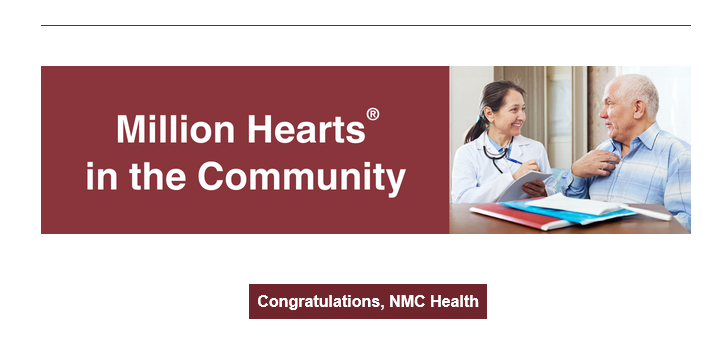 Million Hearts®
in the Community
Congratulations, NMC Health